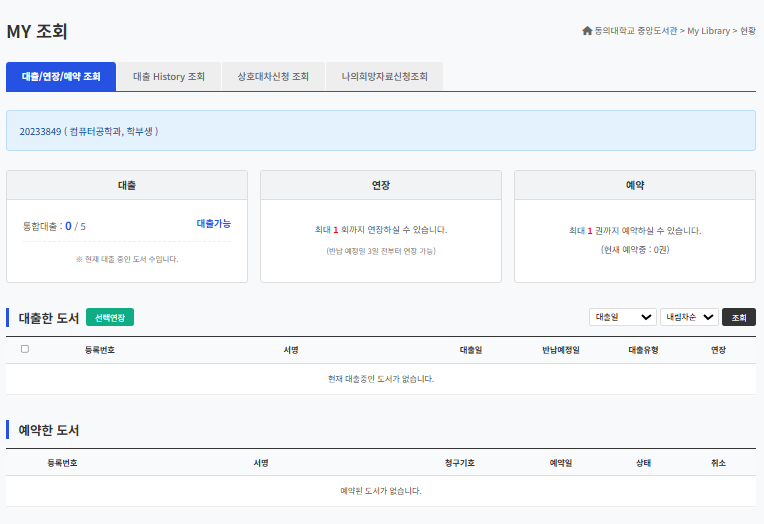 MY 조회
동의대학교 중앙도서관 > My Library > 현황
대출/연장/예약 조회
대출 History 조회
상호대차신청 조회
나의희망자료신청조회
20233849 ( 컴퓨터공학과, 학부생 )
대출
통합대출 : 0 / 5
대출가능
※ 현재 대출 중인 도서 수입니다.
연장
최대 1 회까지 연장하실 수 있습니다.
(반납 예정일 3일 전부터 연장 가능)
예약
최대 1 권까지 예약하실 수 있습니다.
(현재 예약중 : 0권)
대출한 도서 선택연장
대출일 내림차순 조회
등록번호 서명 대출일 반납예정일 대출유형 연장
현재 대출중인 도서가 없습니다.
예약한 도서
등록번호 서명 청구기호 예약일 상태 취소
예약된 도서가 없습니다.